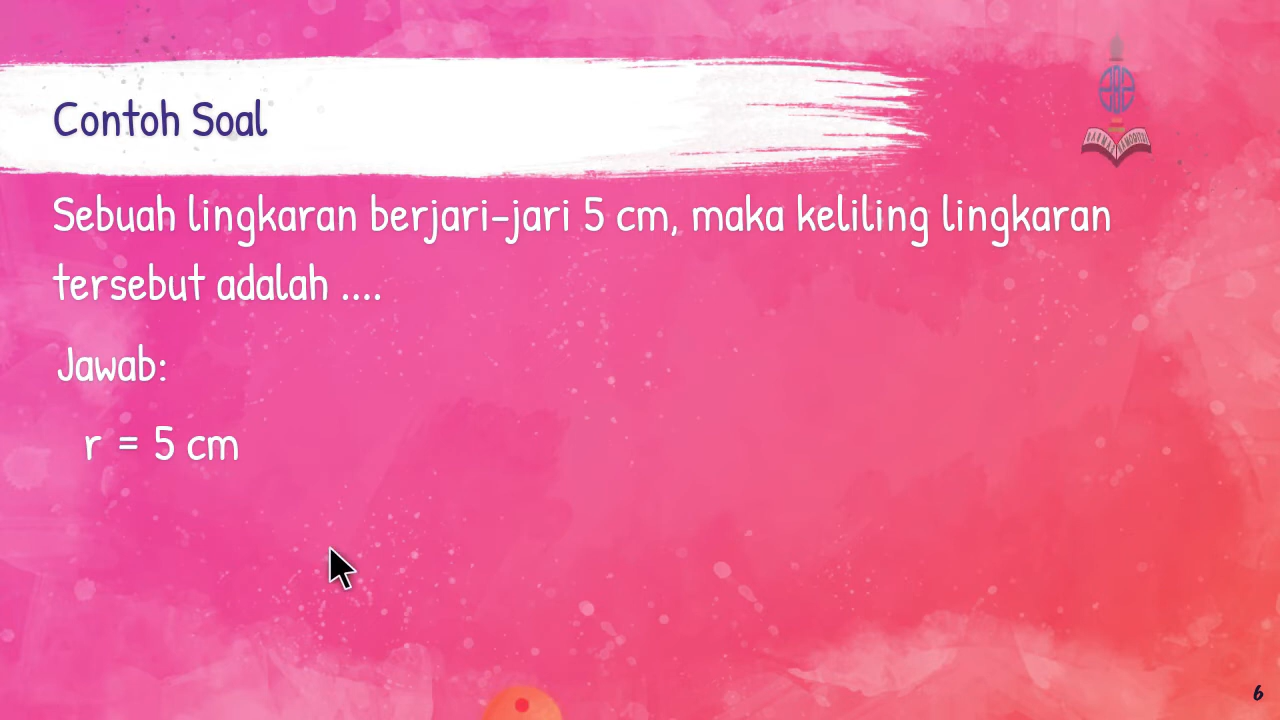 Contoh Soal
Sebuah lingkaran berjari-jari 5 cm, maka keliling lingkaran
tersebut adalah ....
Jawab:
r = 5 cm
6